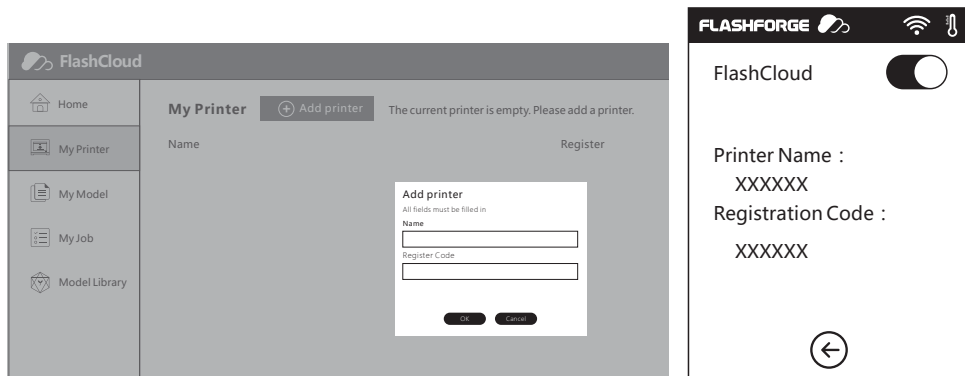 FlashCloud
Home
My Printer
My Model
My Job
Model Library
My Printer
Add printer
The current printer is empty. Please add a printer.
Name
Register
Add printer
All fields must be filled in
Name
Register Code
OK
Cancel
FLASHFORGE
FlashCloud
Printer Name：
XXXXXX
Registration Code：
XXXXXX